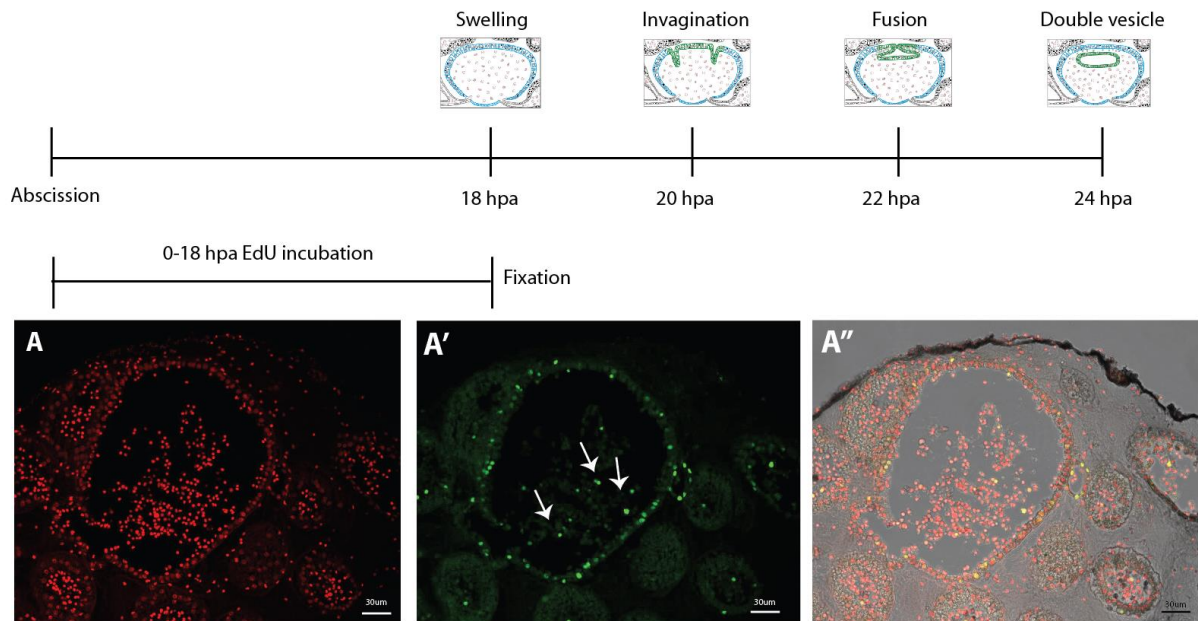 Swelling Invagination Fusion Double vesicle
Abscission 18 hpa 20 hpa 22 hpa 24 hpa
0-18 hpa EdU incubation
Fixation
A A' A''
30um 30um 30um